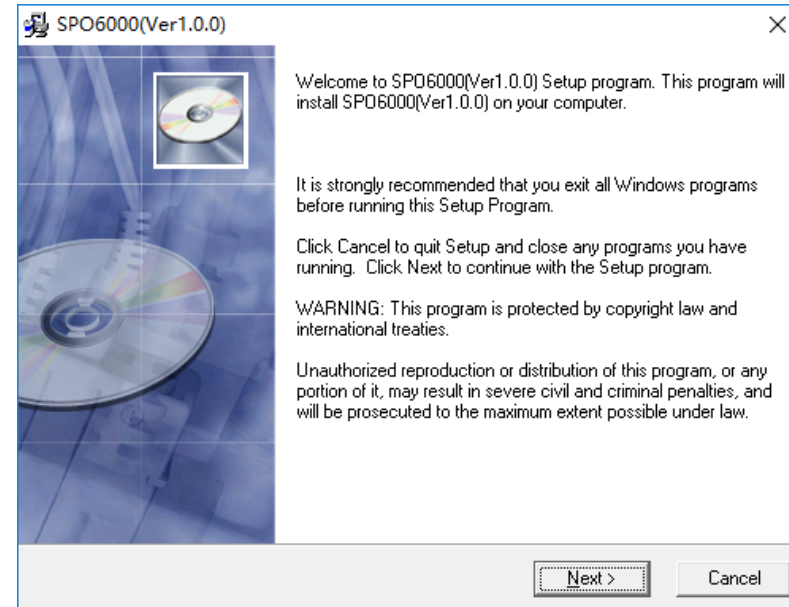 SPO6000(Ver1.0.0)
Welcome to SPO6000(Ver1.0.0) Setup program. This program will
install SPO6000(Ver1.0.0) on your computer.
It is strongly recommended that you exit all Windows programs
before running this Setup Program.
Click Cancel to quit Setup and close any programs you have
running. Click Next to continue with the Setup program.
WARNING: This program is protected by copyright law and
international treaties.
Unauthorized reproduction or distribution of this program, or any
portion of it, may result in severe civil and criminal penalties, and
will be prosecuted to the maximum extent possible under law.
Next >
Cancel